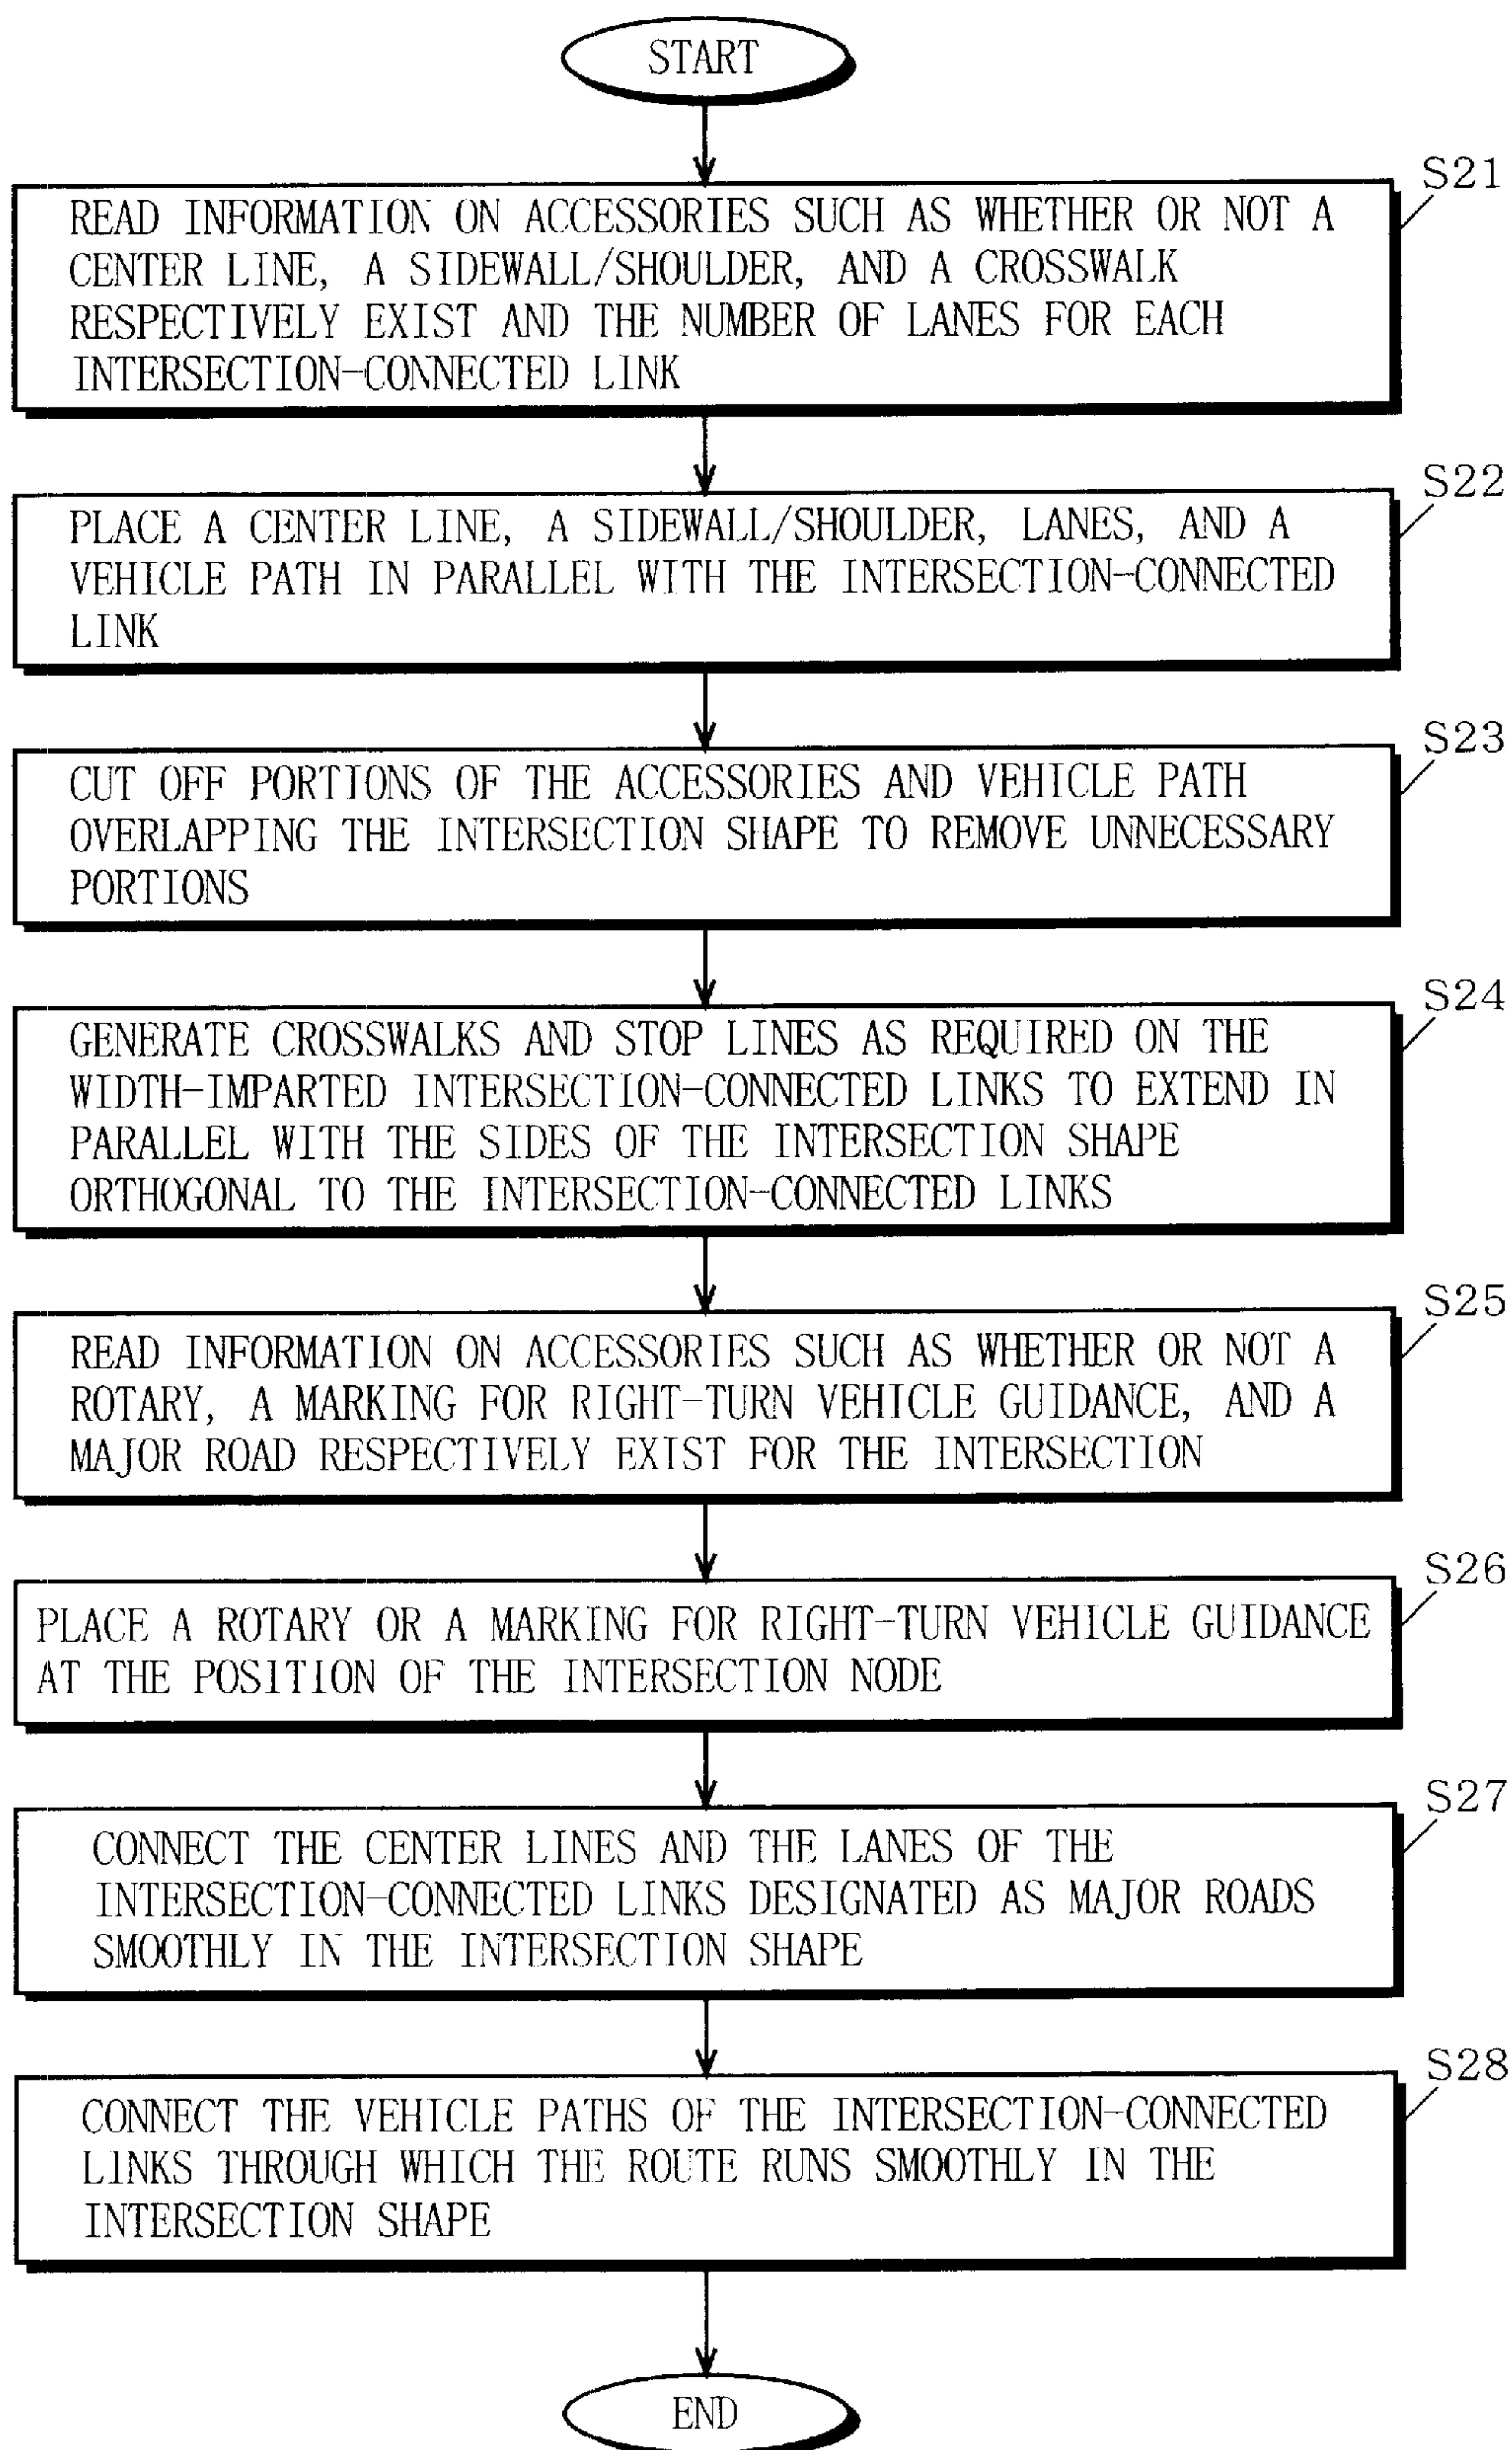 START
S21
READ INFORMATION ON ACCESSORIES SUCH AS WHETHER OR NOT A
CENTER LINE, A SIDEWALL/SHOULDER, AND A CROSSWALK
RESPECTIVELY EXIST AND THE NUMBER OF LANES FOR EACH
INTERSECTION-CONNECTED LINK
S22
PLACE A CENTER LINE, A SIDEWALL/SHOULDER, LANES, AND A
VEHICLE PATH IN PARALLEL WITH THE INTERSECTION-CONNECTED
LINK
S23
CUT OFF PORTIONS OF THE ACCESSORIES AND VEHICLE PATH
OVERLAPPING THE INTERSECTION SHAPE TO REMOVE UNNECESSARY
PORTIONS
S24
GENERATE CROSSWALKS AND STOP LINES AS REQUIRED ON THE
WIDTH-IMPARTED INTERSECTION-CONNECTED LINKS TO EXTEND IN
PARALLEL WITH THE SIDES OF THE INTERSECTION SHAPE
ORTHOGONAL TO THE INTERSECTION-CONNECTED LINKS
S25
READ INFORMATION ON ACCESSORIES SUCH AS WHETHER OR NOT A
ROTARY, A MARKING FOR RIGHT-TURN VEHICLE GUIDANCE, AND A
MAJOR ROAD RESPECTIVELY EXIST FOR THE INTERSECTION
S26
PLACE A ROTARY OR A MARKING FOR RIGHT-TURN VEHICLE GUIDANCE
AT THE POSITION OF THE INTERSECTION NODE
S27
CONNECT THE CENTER LINES AND THE LANES OF THE
INTERSECTION-CONNECTED LINKS DESIGNATED AS MAJOR ROADS
SMOOTHLY IN THE INTERSECTION SHAPE
S28
CONNECT THE VEHICLE PATHS OF THE INTERSECTION-CONNECTED
LINKS THROUGH WHICH THE ROUTE RUNS SMOOTHLY IN THE
INTERSECTION SHAPE
END